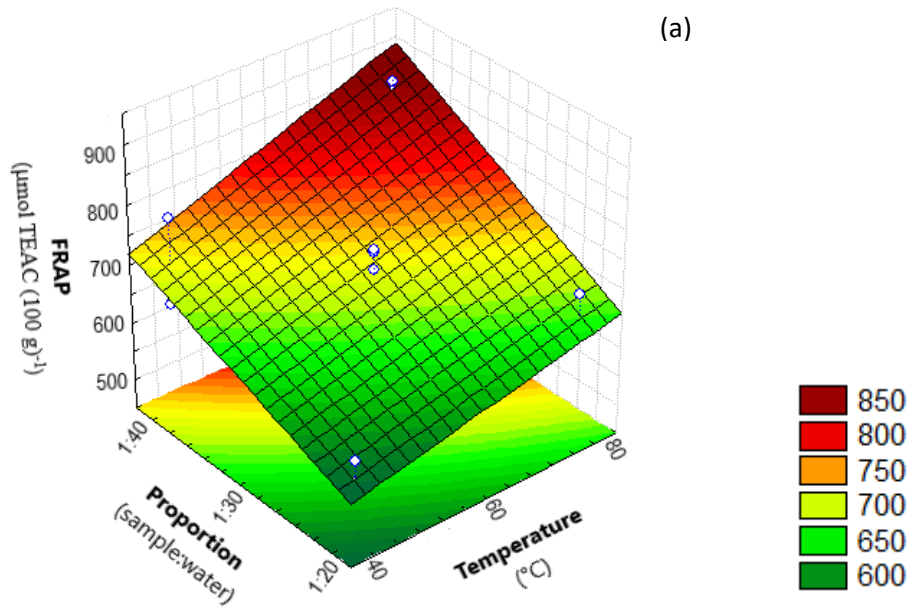 (a)
900
800
700
600
500
FRAP
(µmol TEAC (100 g)⁻¹)
1:40
1:30
1:20
Proportion
(sample:water)
40
60
80
Temperature
(°C)
850
800
750
700
650
600